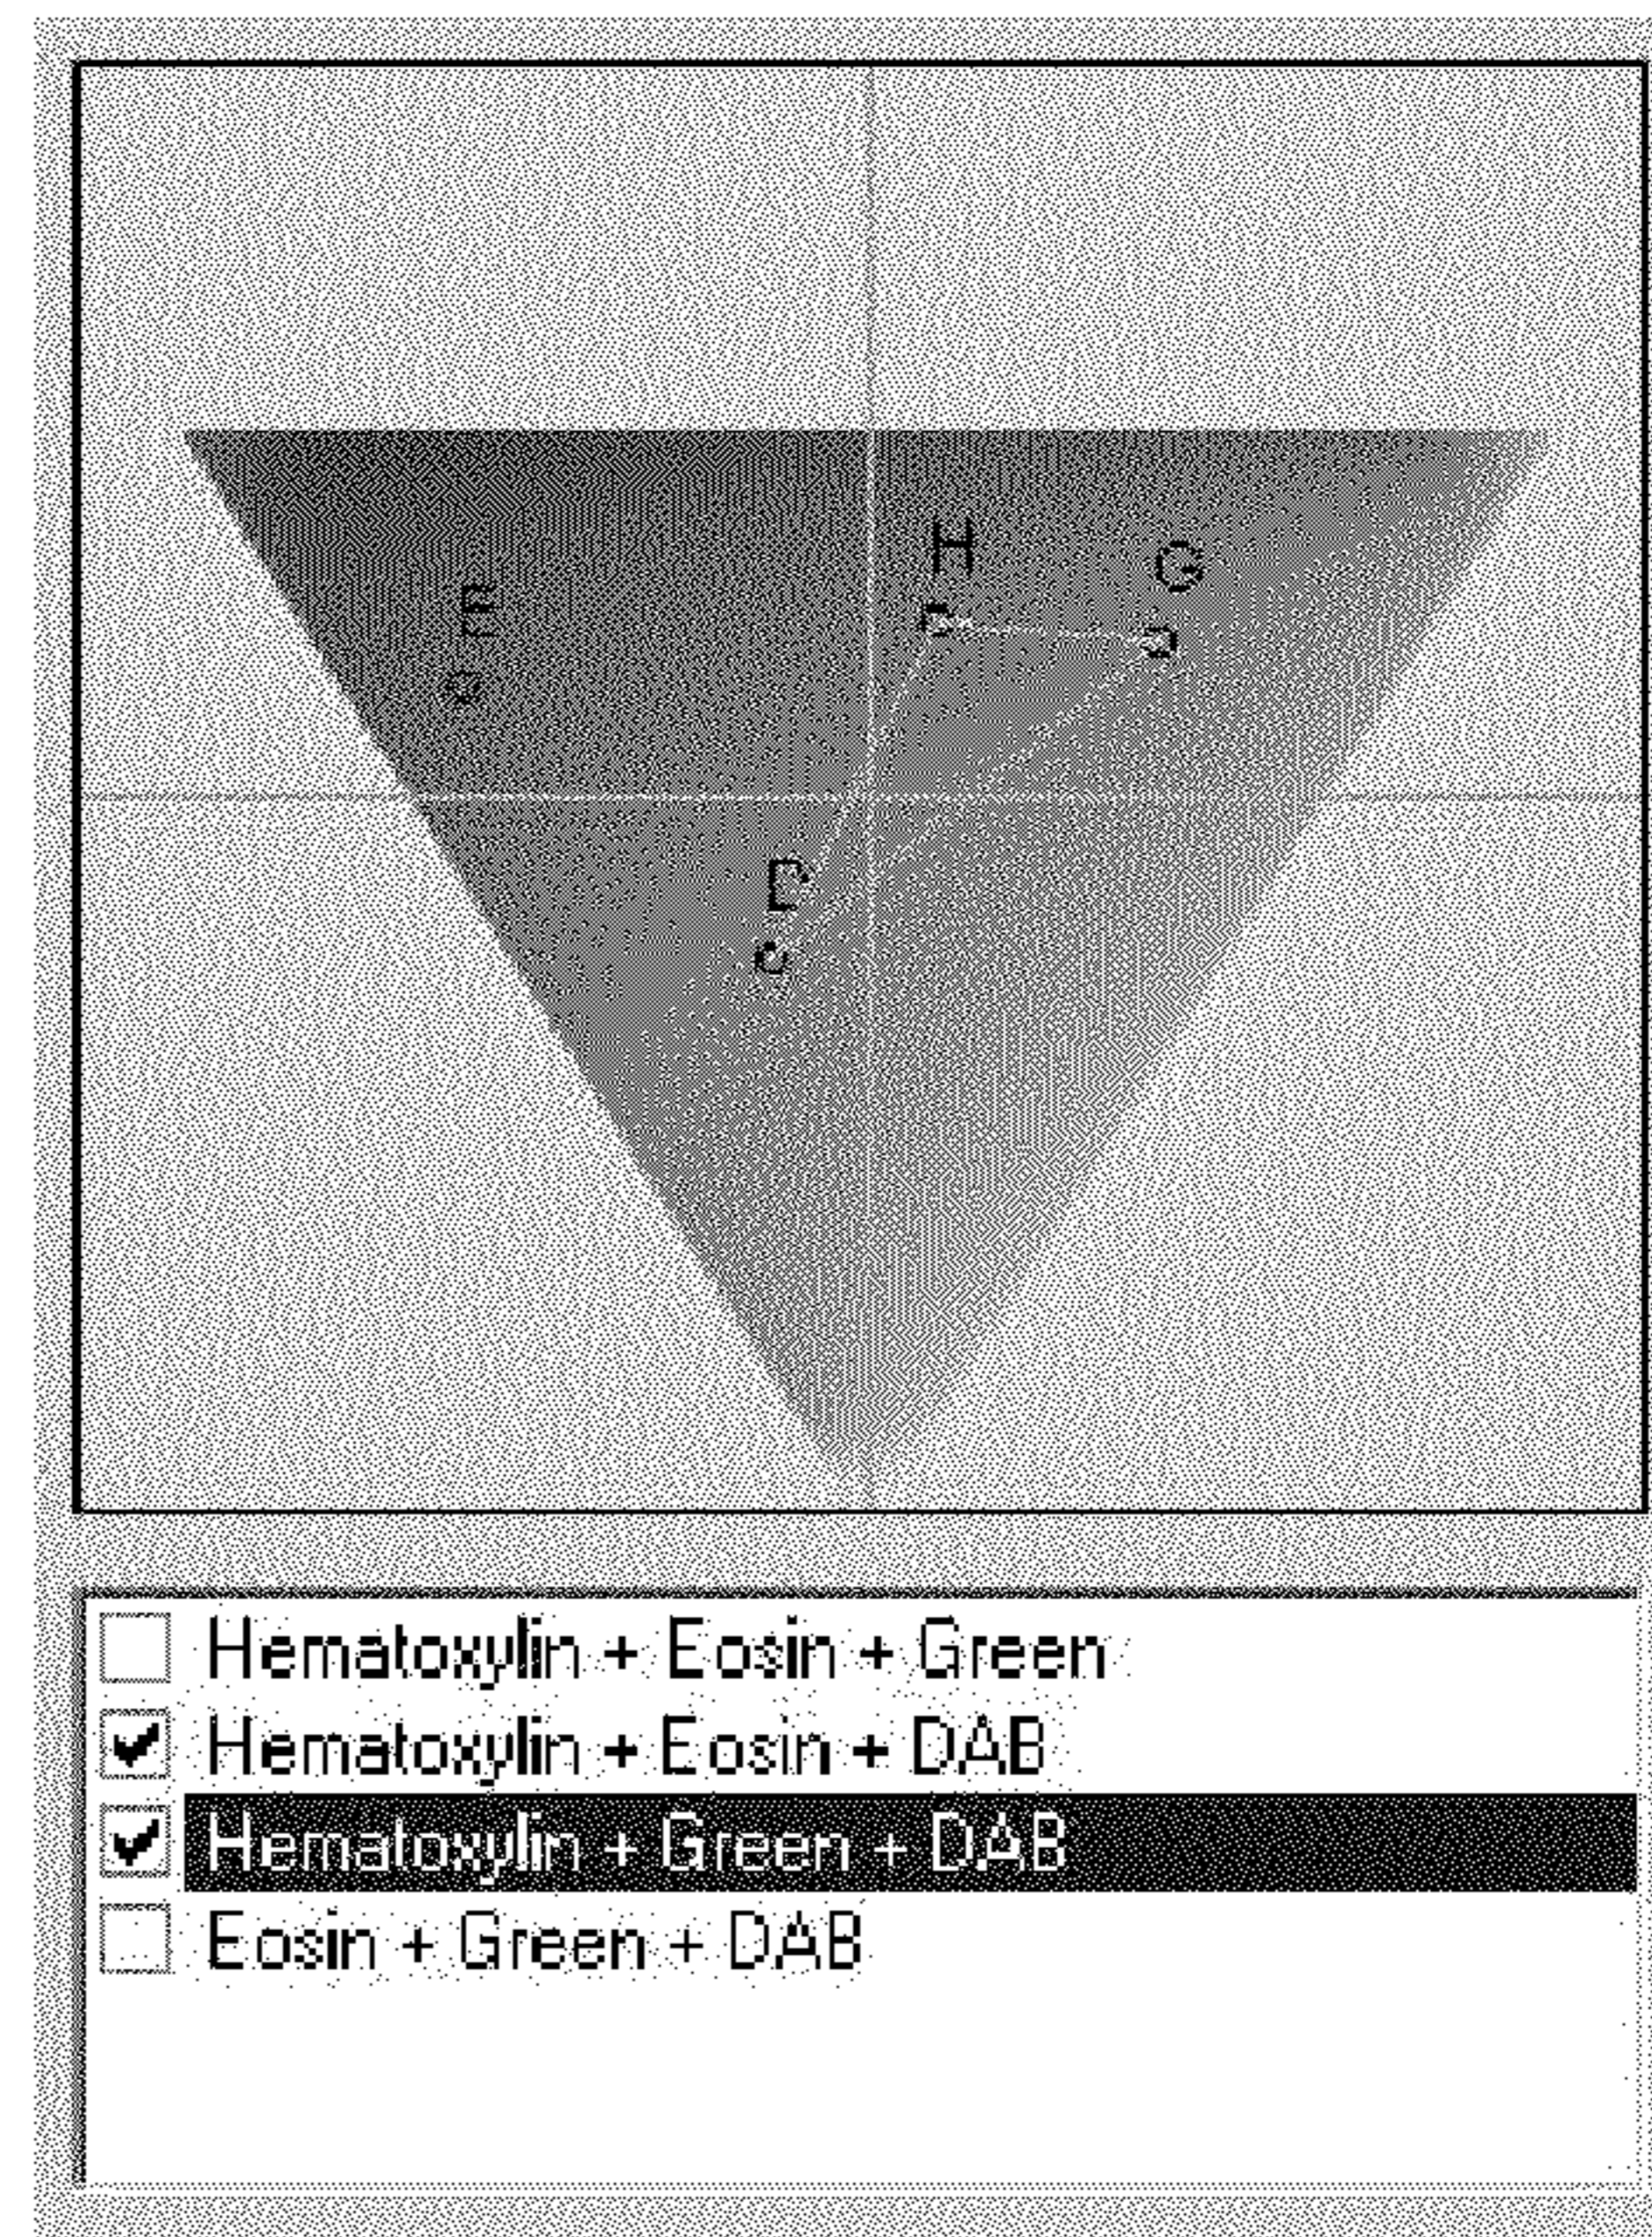 H
G
E
D
Hematoxylin + Eosin + Green
Hematoxylin + Eosin + DAB
Hematoxylin + Green + DAB
Eosin + Green + DAB